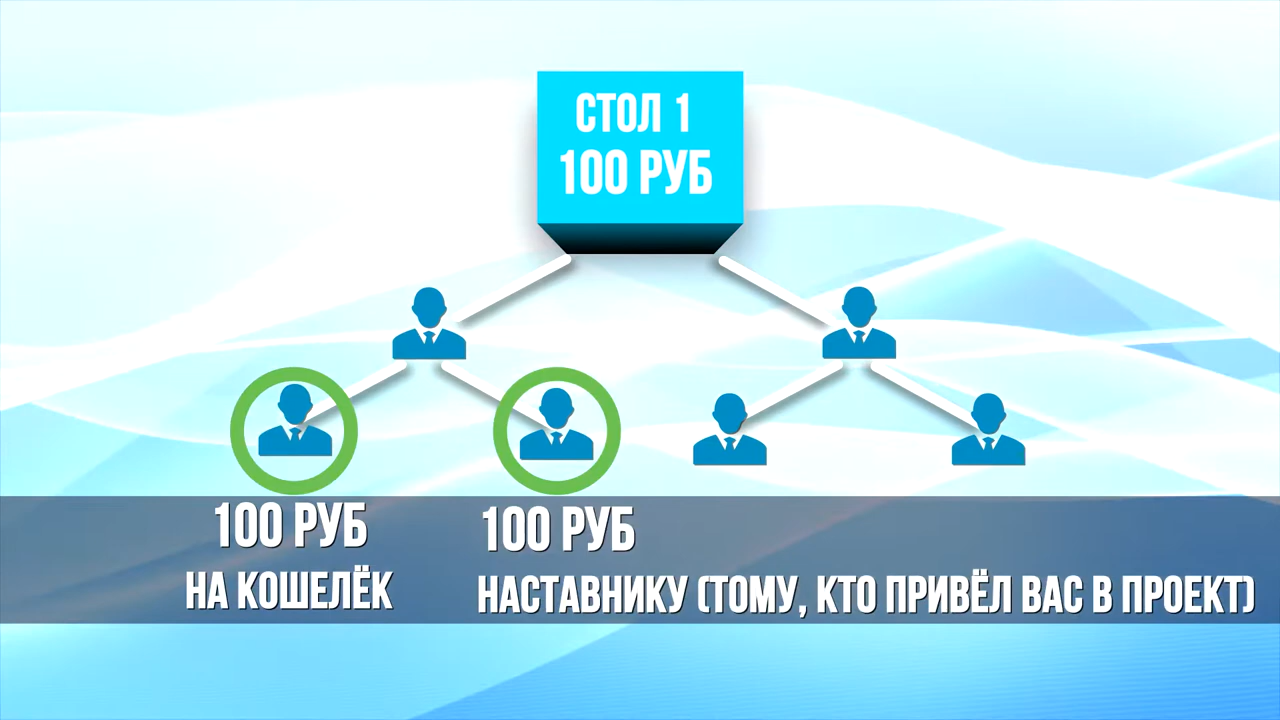 СТОЛ 1
100 РУБ
100 РУБ
НА КОШЕЛЁК
100 РУБ
НАСТАВНИКУ (ТОМУ, КТО ПРИВЁЛ ВАС В ПРОЕКТ)